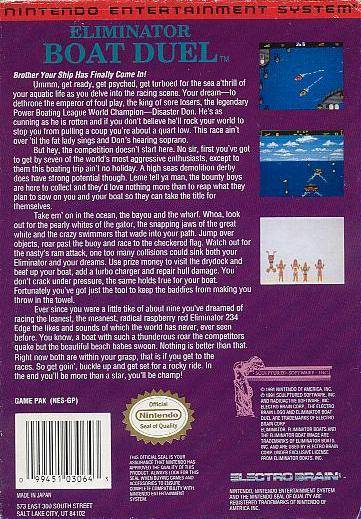 NINTENDO ENTERTAINMENT SYSTEM
ELIMINATOR
BOAT DUEL TM
Brother Your Ship Has Finally Come In!
Ummm, get ready, get psyched, get turboed for the sea a'thrill of
your aquatic life as you delve into the racing scene. Your dream—to
dethrone the emperor of foul play, the king of sore losers, the legendary
Power Boating League World Champion—Disaster Don. He's as
cunning as he is rotten and if you don't believe he'll rock your world to
stop you from pulling a coup you're about a quart low. This race ain't
over 'til the fat lady sings and Don's hearing soprano.
But hey, the competition doesn't start here. No sir, first you've got
to get by seven of the world's most aggressive enthusiasts, except to
them this boating trip ain't no holiday. A high seas demolition derby
does have strong potential though. Leme tell ya man, the bounty boys
are here to collect and they'd love nothing more than to reap what they
plan to sow on you and your boat so they can take the title for
themselves.
Take em' on in the ocean, the bayou and the wharf. Whoa, look
out for the pearly whites of the gator, the snapping jaws of the great
white and the crazy swimmers that wade into your path. Jump over
objects, roar past the buoy and race to the checkered flag. Watch out for
the nasty's ram attack, one too many collisions could sink both your
Eliminator and your dreams. Use prize money to visit the drydock and
beef up your boat, add a turbo charger and repair hull damage. You
don't crack under pressure, the same holds true for your boat.
Fortunately you've got just the tool to keep the baddies from making you
throw in the towel.
Ever since you were a little tike of about nine you've dreamed of
racing the leanest, the meanest, radical raspberry red Eliminator 234
Edge the likes and sounds of which the world has never, ever seen
before. You know, a boat with such a thunderous roar the competitors
quake but the beautiful beach babes swoon. Nothing is better than that.
Right now both are within your grasp, that is if you get to the
races. So get goin', buckle up and get set for a rocky ride. In
the end you'll be more than a star, you'll be champ!
SCULPTURED SOFTWARE INC.
GAME PAK (NES-GP)
Official
Nintendo
Seal of Quality
© 1991 NINTENDO OF AMERICA, INC.
© 1991 SCULPTURED SOFTWARE, INC.
AND RADIOACTIVE SOFTWARE, INC.
ELECTRO BRAIN CORP., THE ELECTRO
BRAIN LOGO AND ELIMINATOR BOAT
DUEL ARE TRADEMARKS OF ELECTRO
BRAIN CORP.
ELIMINATOR, ELIMINATOR BOATS AND
THE ELIMINATOR BOAT IMAGE ARE
TRADEMARKS OF ELIMINATOR BOATS,
INC. AND ARE USED BY ELECTRO BRAIN
CORP. UNDER EXCLUSIVE LICENSE
FROM ELIMINATOR BOATS, INC.
0 99451 03064 3
THIS OFFICIAL SEAL IS YOUR
ASSURANCE THAT NINTENDO HAS
APPROVED THE QUALITY OF THIS
PRODUCT. ALWAYS LOOK FOR THIS
SEAL WHEN BUYING GAMES AND
ACCESSORIES TO ENSURE
COMPLETE COMPATIBILITY WITH
NINTENDO ENTERTAINMENT
SYSTEM.
ELECTRO BRAIN
MADE IN JAPAN
573 EAST 300 SOUTH STREET
SALT LAKE CITY, UT 84102
NINTENDO, NINTENDO ENTERTAINMENT SYSTEM
AND THE NINTENDO SEAL OF QUALITY ARE
REGISTERED TRADEMARKS OF NINTENDO OF
AMERICA INC.